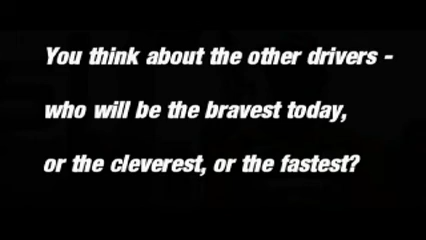 You think about the other drivers -
who will be the bravest today,
or the cleverest, or the fastest?